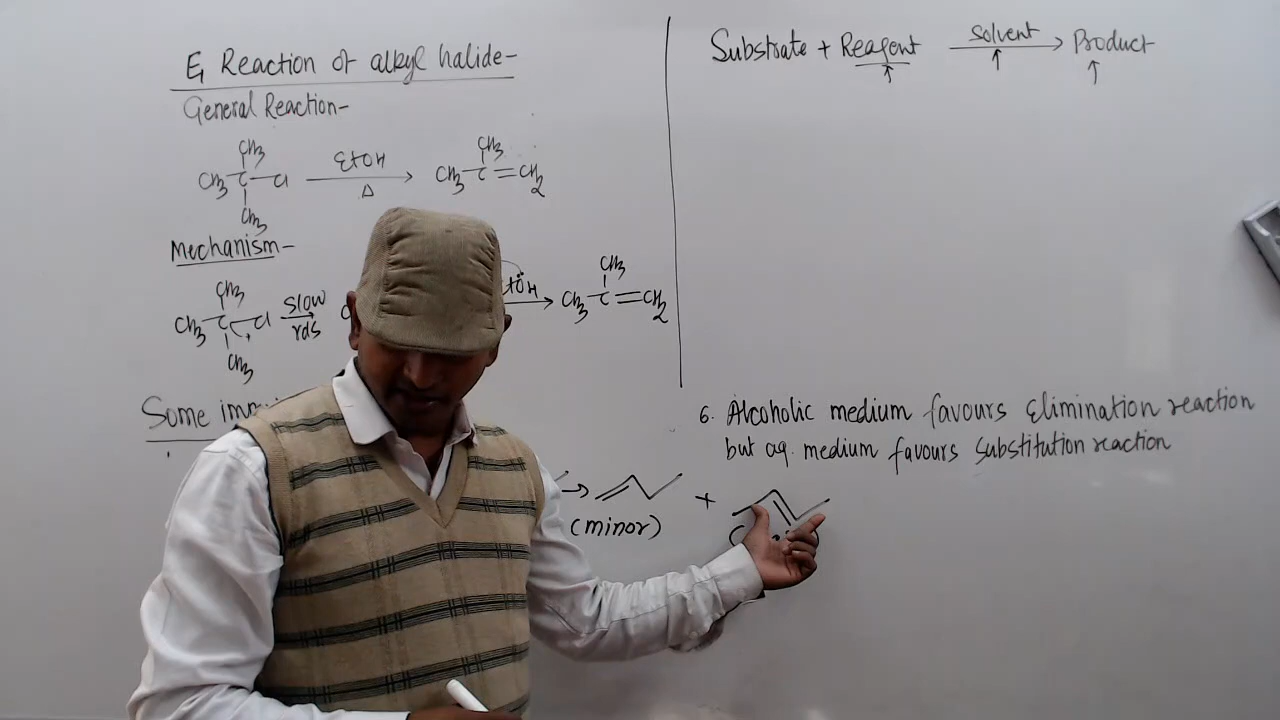 E1 Reaction of alkyl halide-
General Reaction-
CH3
CH3-C-Cl EtOH Δ CH3-C=CH2
CH3
CH3
Mechanism-
CH3
CH3-C-Cl slow rds
CH3
CH3
CH3-C=CH2
Some
(minor) +
Substrate + Reagent solvent → Product
6. Alcoholic medium favours Elimination reaction
but aq. medium favours substitution reaction